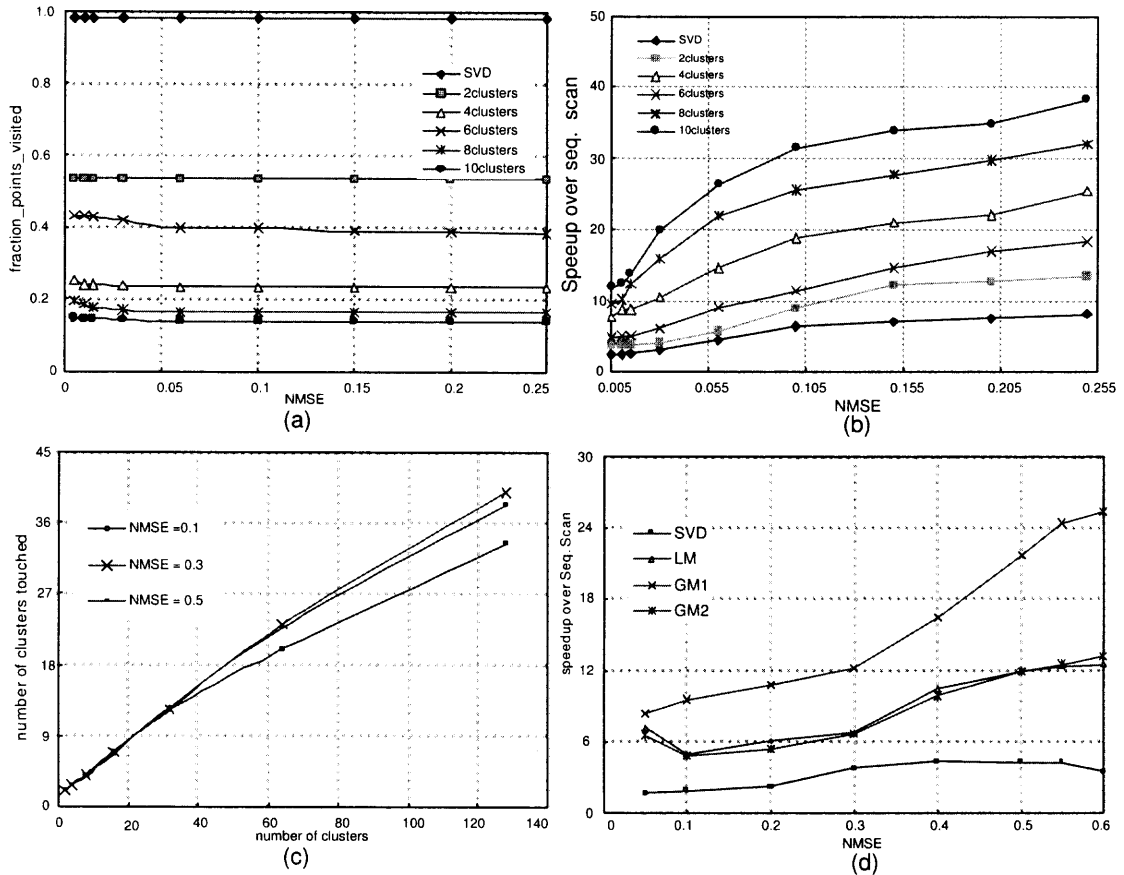 1.0
0.8
0.6
0.4
0.2
0
fraction_points_visited
SVD
2clusters
4clusters
6clusters
8clusters
10clusters
0 0.05 0.1 0.15 0.2 0.25
NMSE
(a)
50
40
30
20
10
0
Speeup over seq. scan
SVD
2clusters
4clusters
6clusters
8clusters
10clusters
0.005 0.055 0.105 0.155 0.205 0.255
NMSE
(b)
45
36
27
18
9
0
number of clusters touched
NMSE =0.1
NMSE = 0.3
NMSE = 0.5
0 20 40 60 80 100 120 140
number of clusters
(c)
30
24
18
12
6
0
speedup over Seq. Scan
SVD
LM
GM1
GM2
0 0.1 0.2 0.3 0.4 0.5 0.6
NMSE
(d)